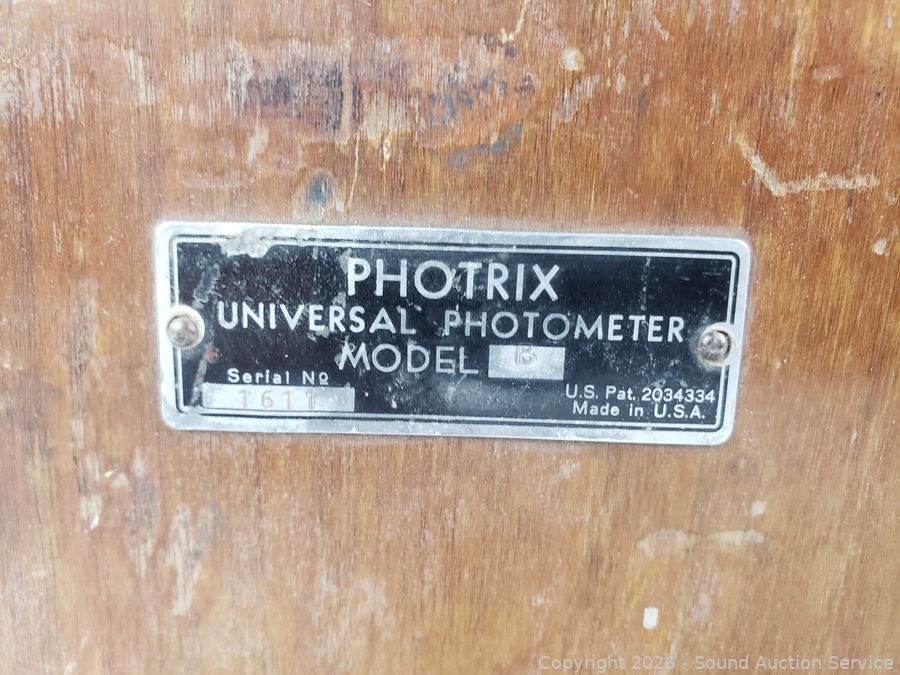 PHOTRIX
UNIVERSAL PHOTOMETER
MODEL B
Serial No
1611
U.S. Pat. 2034334
Made in U.S.A.
Copyright 2026 - Sound Auction Service